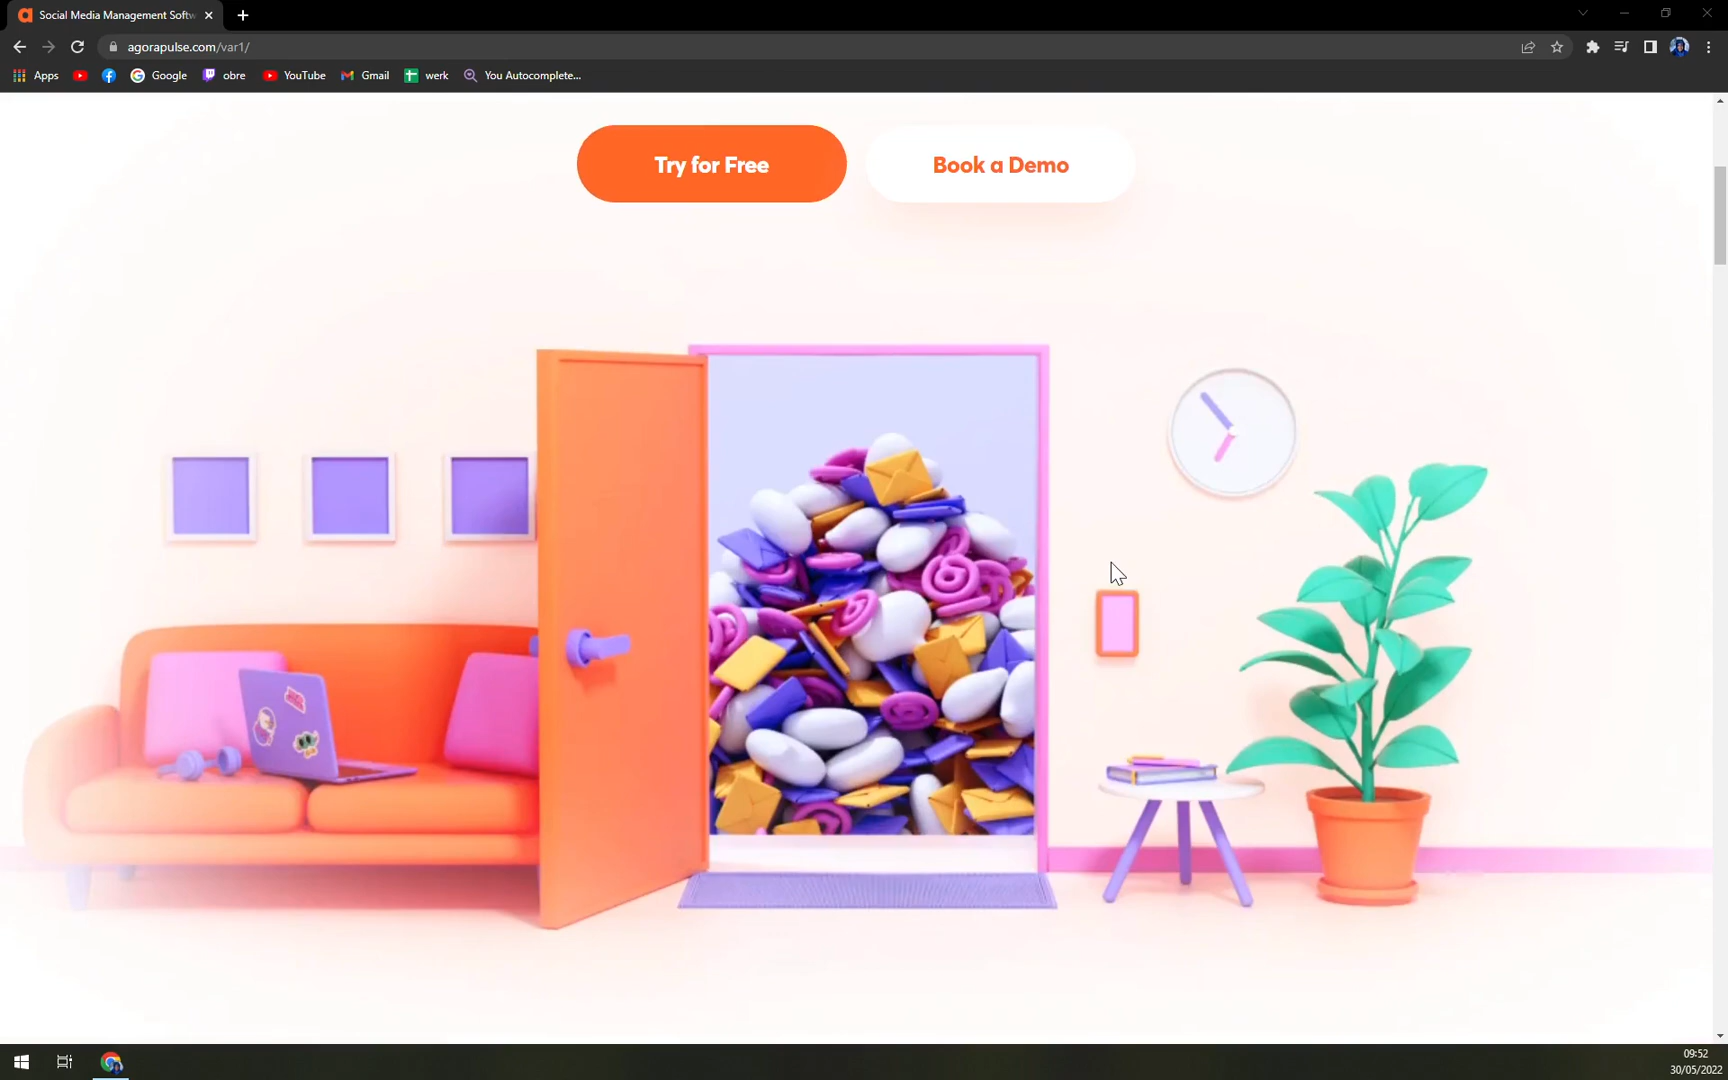 Social Media Management Softw
agorapulse.com/var1/
Apps
Google
obre
YouTube
Gmail
werk
You Autocomplete...
Try for Free
Book a Demo
09:52
30/05/2022